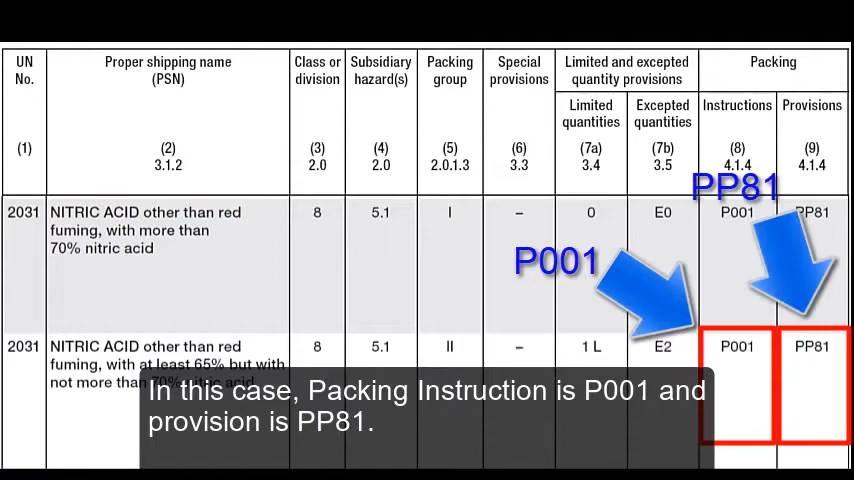 UN No. Proper shipping name (PSN) Class or division Subsidiary hazard(s) Packing group Special provisions Limited and excepted quantity provisions Packing
Limited quantities Excepted quantities Instructions Provisions
(1) (2) (3) (4) (5) (6) (7a) (7b) (8) (9)
3.1.2 2.0 2.0 2.0.1.3 3.3 3.4 3.5 4.1.4 4.1.4
PP81
2031 NITRIC ACID other than red 8 5.1 I – 0 E0 P001 PP81
fuming, with more than
70% nitric acid
P001
2031 NITRIC ACID other than red 8 5.1 II – 1 L E2 P001 PP81
fuming, with at least 65% but with
not more than 70% nitric acid
In this case, Packing Instruction is P001 and
provision is PP81.